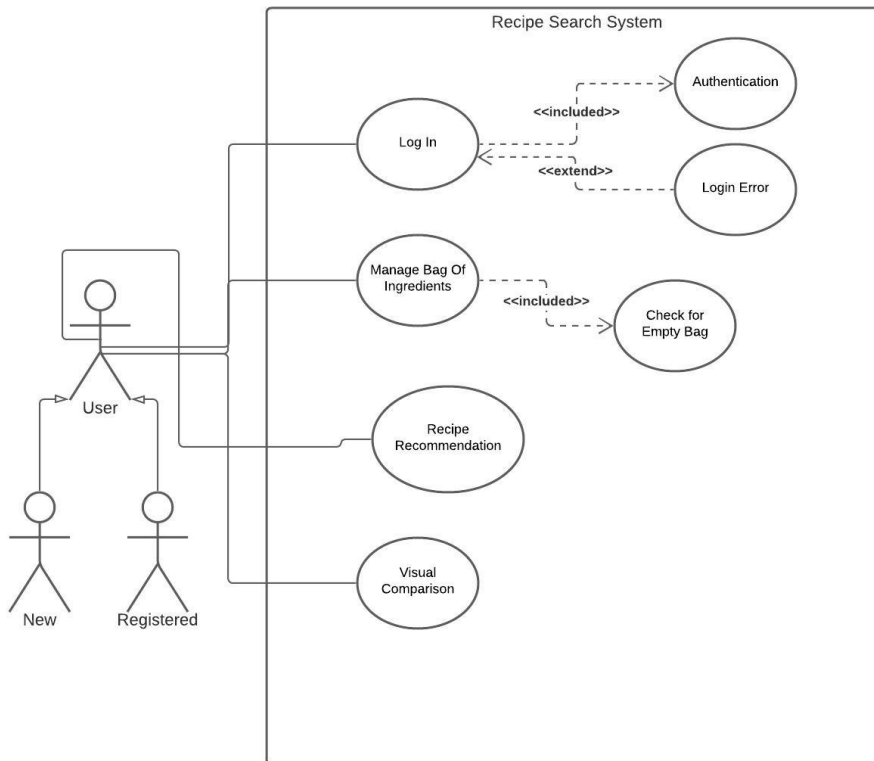 Recipe Search System
Authentication
<<included>>
Log In
<<extend>>
Login Error
Manage Bag Of
Ingredients
<<included>>
Check for
Empty Bag
User
Recipe
Recommendation
New
Registered
Visual
Comparison